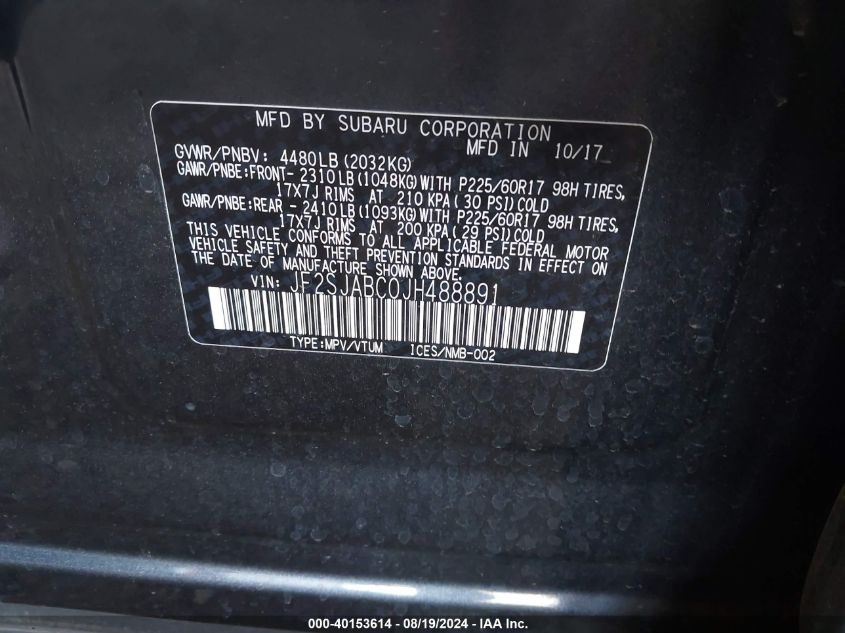 MFD BY SUBARU CORPORATION
MFD IN 10/17
GVWR/PNBV: 4480LB(2032KG)
GAWR/PNBE:FRONT- 2310LB(1048KG)WITH P225/60R17 98H TIRES,
17X7J RIMS AT 210 KPA( 30 PSI)COLD
GAWR/PNBE:REAR - 2410LB(1093KG)WITH P225/60R17 98H TIRES,
17X7J RIMS AT 200 KPA( 29 PSI)COLD
THIS VEHICLE CONFORMS TO ALL APPLICABLE FEDERAL MOTOR
VEHICLE SAFETY AND THEFT PREVENTION STANDARDS IN EFFECT ON
THE DATE OF MANUFACTURE SHOWN ABOVE.
VIN: JF2SJABC0JH488891
TYPE:MPV/VTUM ICES/NMB-002
000-40153614 - 08/19/2024 - IAA Inc.